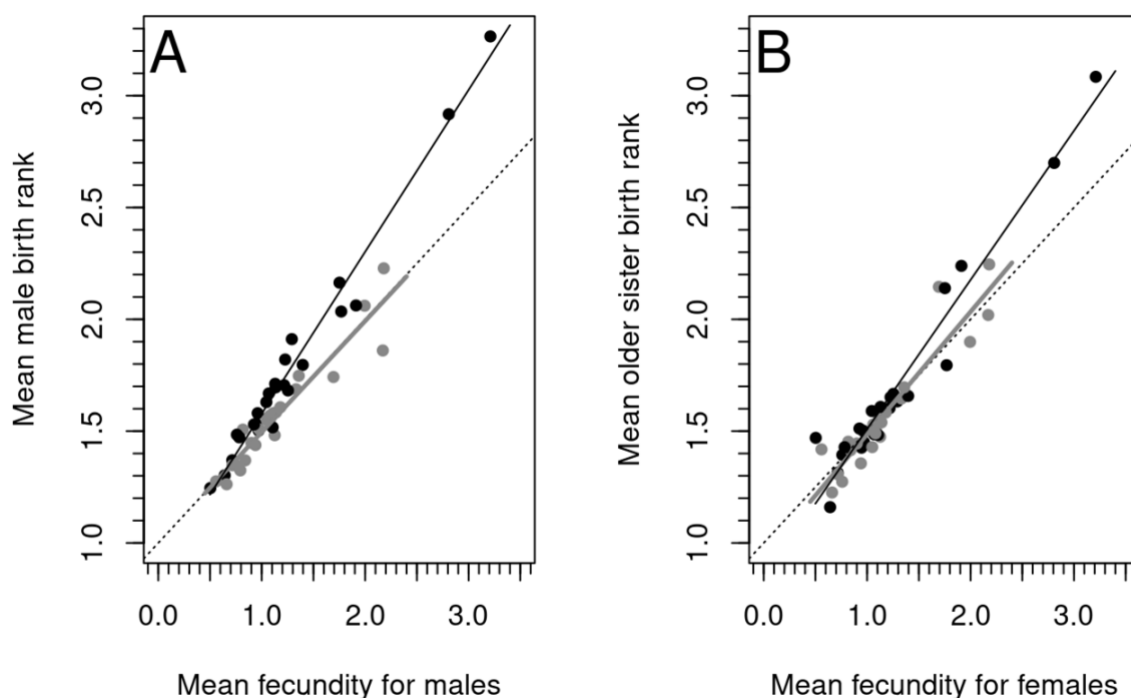 A
Mean male birth rank
3.0
2.5
2.0
1.5
1.0
0.0 1.0 2.0 3.0
Mean fecundity for males
B
Mean older sister birth rank
3.0
2.5
2.0
1.5
1.0
0.0 1.0 2.0 3.0
Mean fecundity for females